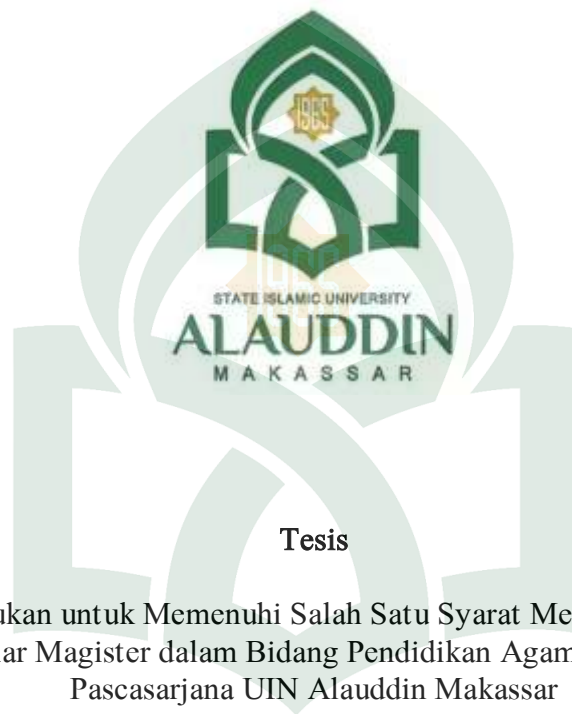 1965
STATE ISLAMIC UNIVERSITY
ALAUDDIN
MAKASSAR
Tesis
ukan untuk Memenuhi Salah Satu Syarat Me
ar Magister dalam Bidang Pendidikan Agam
Pascasarjana UIN Alauddin Makassar